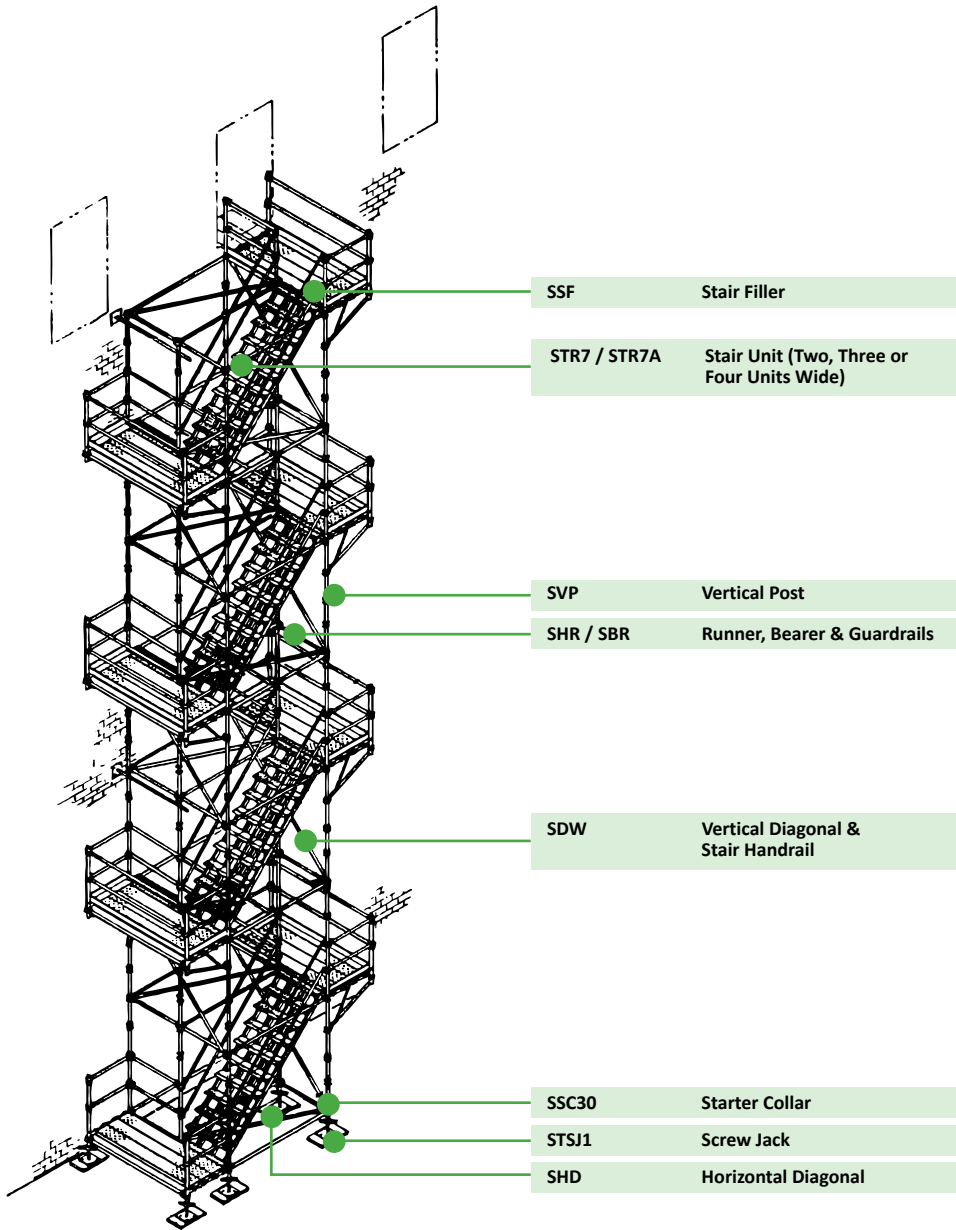 SSF Stair Filler
STR7 / STR7A Stair Unit (Two, Three or
Four Units Wide)
SVP Vertical Post
SHR / SBR Runner, Bearer & Guardrails
SDW Vertical Diagonal &
Stair Handrail
SSC30 Starter Collar
STSJ1 Screw Jack
SHD Horizontal Diagonal